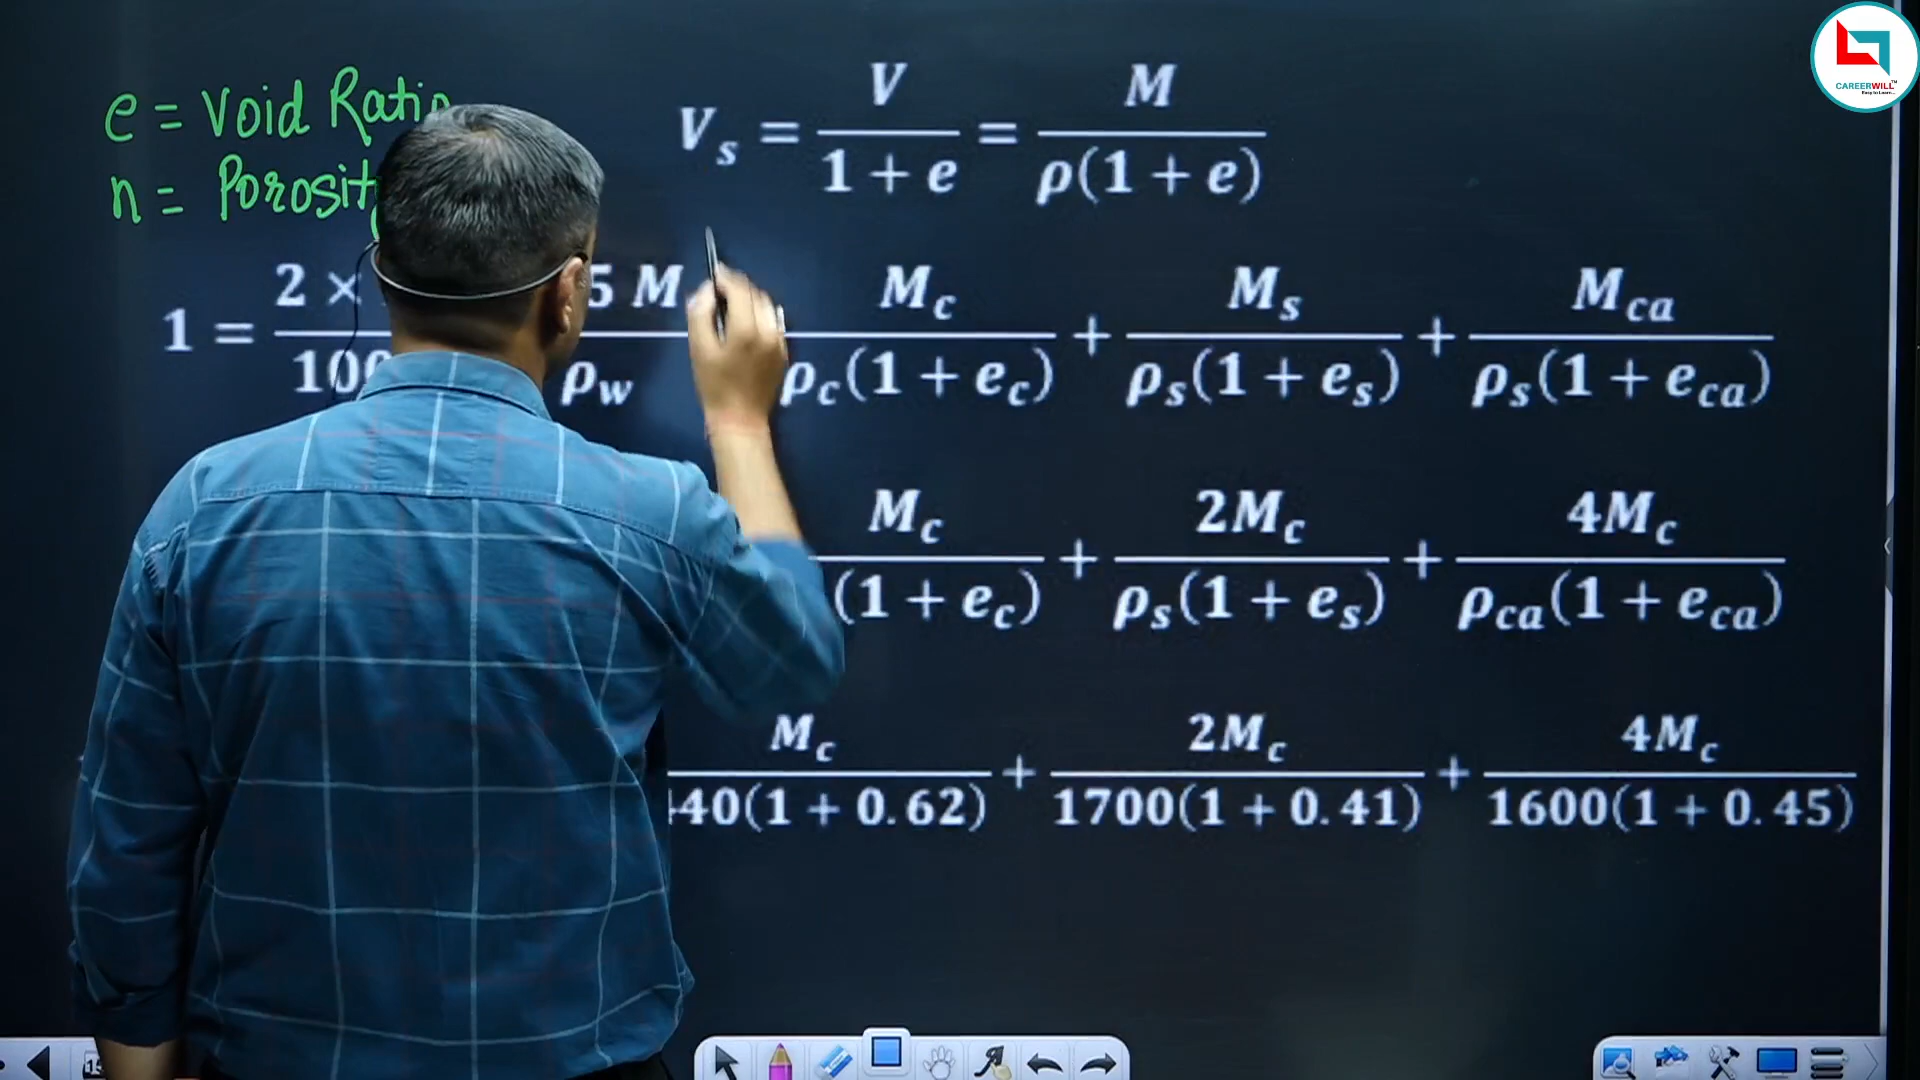 e = Void Ratio
n = Porosity
V_s = V / (1 + e) = M / (ρ(1 + e))
1 = 2 × / 100 5 M / ρ_w M_c / (ρ_c(1 + e_c)) + M_s / (ρ_s(1 + e_s)) + M_ca / (ρ_s(1 + e_ca))
M_c / ((1 + e_c)) + 2M_c / (ρ_s(1 + e_s)) + 4M_c / (ρ_ca(1 + e_ca))
M_c / (40(1 + 0.62)) + 2M_c / (1700(1 + 0.41)) + 4M_c / (1600(1 + 0.45))
CAREERWILL™